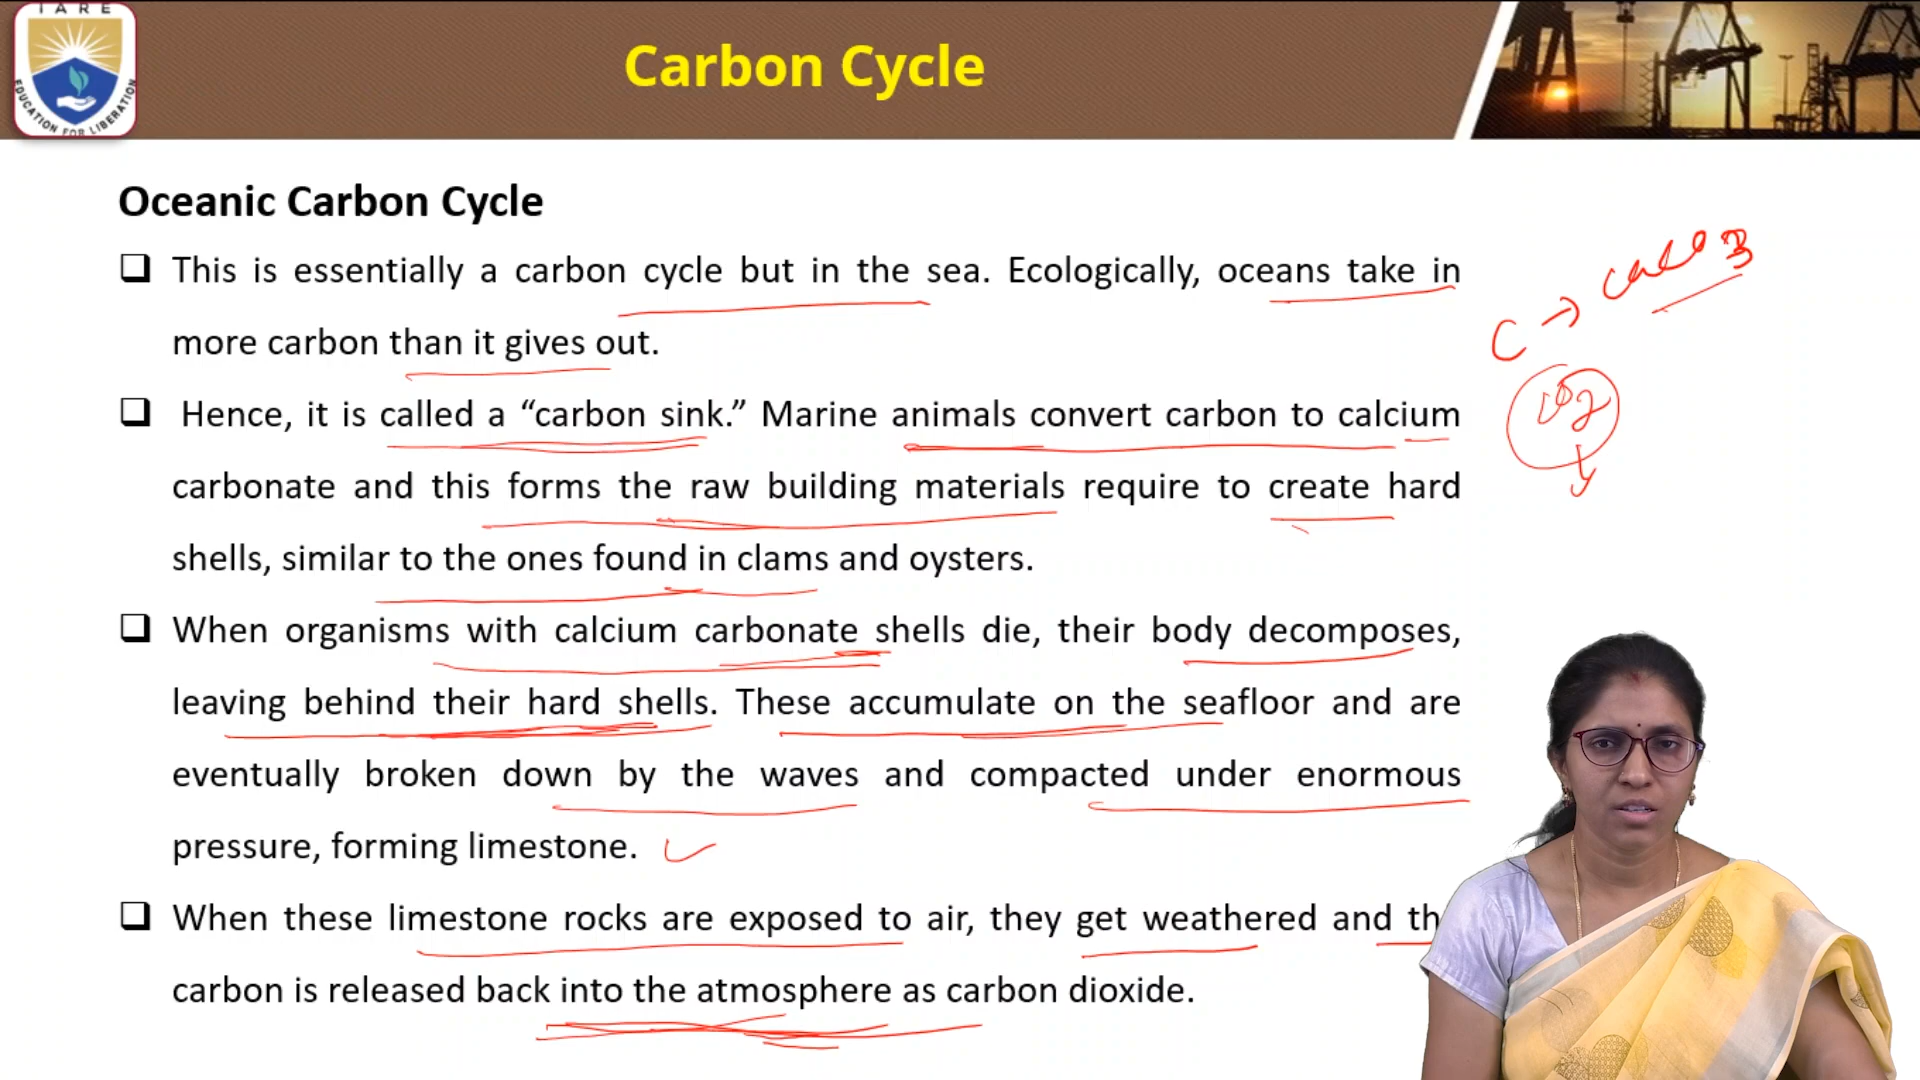 IARE
EDUCATION FOR LIBERATION
Carbon Cycle
Oceanic Carbon Cycle
❑ This is essentially a carbon cycle but in the sea. Ecologically, oceans take in
more carbon than it gives out.
❑ Hence, it is called a “carbon sink.” Marine animals convert carbon to calcium
carbonate and this forms the raw building materials require to create hard
shells, similar to the ones found in clams and oysters.
❑ When organisms with calcium carbonate shells die, their body decomposes,
leaving behind their hard shells. These accumulate on the seafloor and are
eventually broken down by the waves and compacted under enormous
pressure, forming limestone.
❑ When these limestone rocks are exposed to air, they get weathered and th
carbon is released back into the atmosphere as carbon dioxide.
C →
CO2